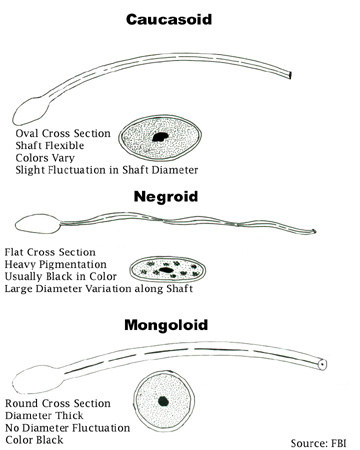 Caucasoid
Oval Cross Section
Shaft Flexible
Colors Vary
Slight Fluctuation in Shaft Diameter
Negroid
Flat Cross Section
Heavy Pigmentation
Usually Black in Color
Large Diameter Variation along Shaft
Mongoloid
Round Cross Section
Diameter Thick
No Diameter Fluctuation
Color Black
Source: FBI